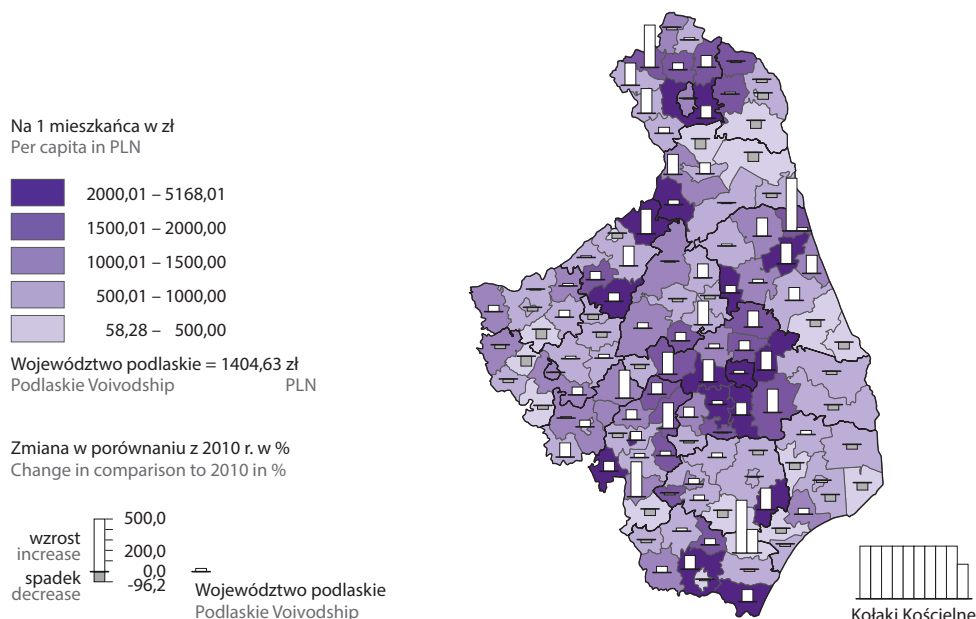 Na 1 mieszkańca w zł
Per capita in PLN
2000,01 – 5168,01
1500,01 – 2000,00
1000,01 – 1500,00
500,01 – 1000,00
58,28 – 500,00
Województwo podlaskie = 1404,63 zł
Podlaskie Voivodship PLN
Zmiana w porównaniu z 2010 r. w %
Change in comparison to 2010 in %
wzrost
increase
spadek
decrease
500,0
200,0
0,0
-96,2
Województwo podlaskie
Podlaskie Voivodship
Kołaki Kościelne